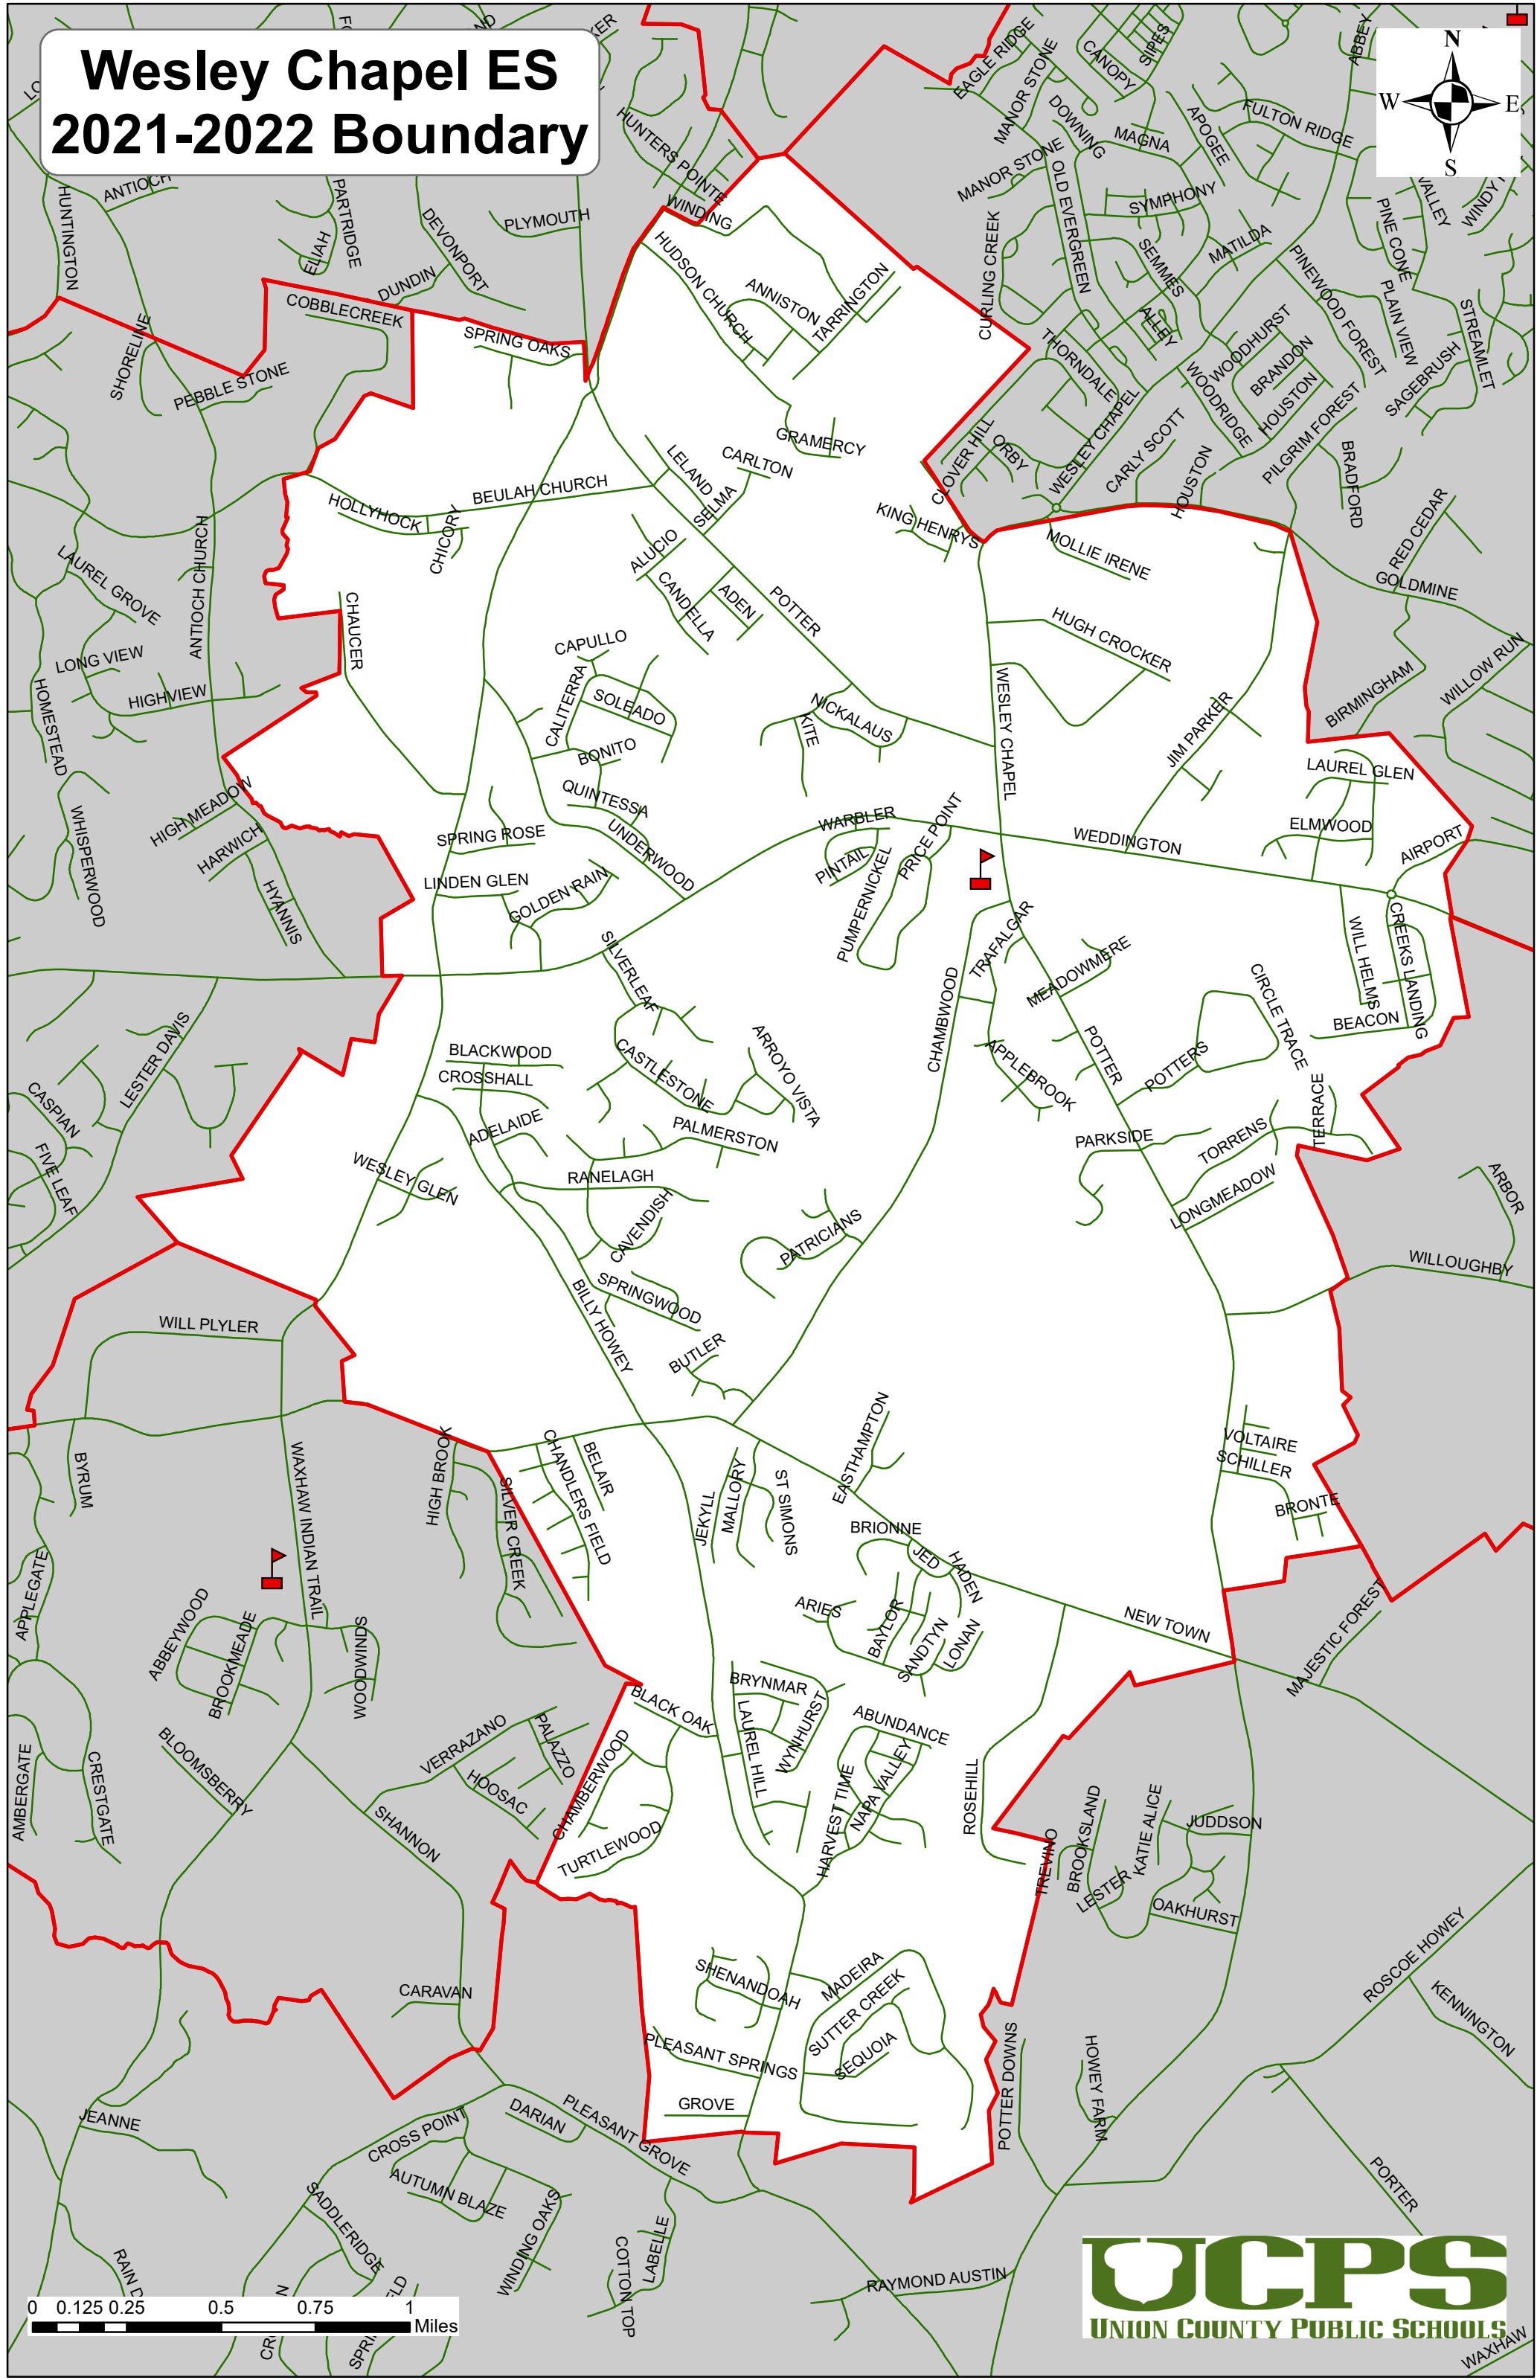 Wesley Chapel ES
2021-2022 Boundary
N
W
E
S
HUNTINGTON
ANTIOCH
PARTRIDGE
ELIAH
DEVONPORT
DUNDIN
PLYMOUTH
HUNTERS POINTE
WINDING
EAGLE RIDGE
MANOR STONE
CANOPY
SIPES
DOWNING
MAGNA
APOGEE
FULTON RIDGE
ABBEY
MANOR STONE
OLD EVERGREEN
SYMPHONY
SEMMES
MATILDA
CURLING CREEK
ALLEY
VALLEY
PINE CONE
PLAIN VIEW
PINEWOOD FOREST
STREAMLET
SAGEBRUSH
COBBLECREEK
SHORELINE
PEBBLE STONE
SPRING OAKS
HUDSON CHURCH
ANNISTON
TARRINGTON
THORNDALE
WOODHURST
BRANDON
HOUSTON
WOODRIDGE
PILGRIM FOREST
WESLEY CHAPEL
CARLY SCOTT
HOUSTON
BRADFORD
CLOVER HILL
ORBY
GRAMERCY
CARLTON
LELAND
SELMA
BEULAH CHURCH
HOLLYHOCK
CHICORY
KING HENRYS
MOLLIE IRENE
RED CEDAR
GOLDMINE
LAUREL GROVE
ANTIOCH CHURCH
CHAUCER
ALUCIO
CANDELLA
ADEN
POTTER
HUGH CROCKER
LONG VIEW
HIGHVIEW
HOMESTEAD
CAPULLO
CALITERRA
SOLEADO
BONITO
QUINTESSA
UNDERWOOD
NICKALAUS
KITE
WESLEY CHAPEL
JIM PARKER
BIRMINGHAM
WILLOW RUN
LAUREL GLEN
ELMWOOD
AIRPORT
WHISPERWOOD
HIGH MEADOW
HARWICH
HYANNIS
SPRING ROSE
LINDEN GLEN
GOLDEN RAIN
WARBLER
PINTAIL
PUMPERNICKEL
PRICE POINT
WEDDINGTON
TRAFALGAR
MEADOWMERE
CHAMBWOOD
WILL HELMS
CREEKS LANDING
BEACON
SILVERLEAF
CIRCLE TRACE
LESTER DAVIS
CASPIAN
FIVE LEAF
BLACKWOOD
CROSSHALL
ADELAIDE
CASTLESTONE
ARROYO VISTA
PALMERSTON
APPLEBROOK
POTTER
POTTERS
PARKSIDE
TORRENS
TERRACE
LONGMEADOW
WESLEY GLEN
RANELAGH
CAVENDISH
PATRICIANS
ARBOR
WILLOUGHBY
WILL PLYLER
BILLY HOWEY
SPRINGWOOD
BUTLER
BYRUM
WAXHAW INDIAN TRAIL
HIGH BROOK
SILVER CREEK
CHANDLERS FIELD
BELAIR
JEKYLL
MALLORY
ST SIMONS
EASTHAMPTON
VOLTAIRE
SCHILLER
BRONTE
BRIONNE
JED
HADEN
APPLEGATE
ABBEYWOOD
BROOKMEADE
WOODWINDS
ARIES
BAYLOR
SANDTYN
LONAN
NEW TOWN
MAJESTIC FOREST
BRYNMAR
BLACK OAK
LAUREL HILL
WYNHURST
ABUNDANCE
HARVEST TIME
NAPA VALLEY
ROSEHILL
VERRAZANO
PALAZZO
HOOSAC
CHAMBERWOOD
TURTLEWOOD
AMBERGATE
CRESTGATE
BLOOMSBERRY
SHANNON
TREVINO
BROOKSLAND
KATIE ALICE
JUDDSON
LESTER
OAKHURST
CARAVAN
SHENANDOAH
MADEIRA
SUTTER CREEK
SEQUOIA
PLEASANT SPRINGS
GROVE
POTTER DOWNS
HOWEY FARM
ROSCOE HOWEY
KENNINGTON
JEANNE
CROSS POINT
DARIAN
PLEASANT GROVE
AUTUMN BLAZE
SADDLERIDGE
WINDING OAKS
COTTON TOP
LABELLE
RAYMOND AUSTIN
PORTER
WAXHAW
0 0.125 0.25 0.5 0.75 1
Miles
UCPS
UNION COUNTY PUBLIC SCHOOLS